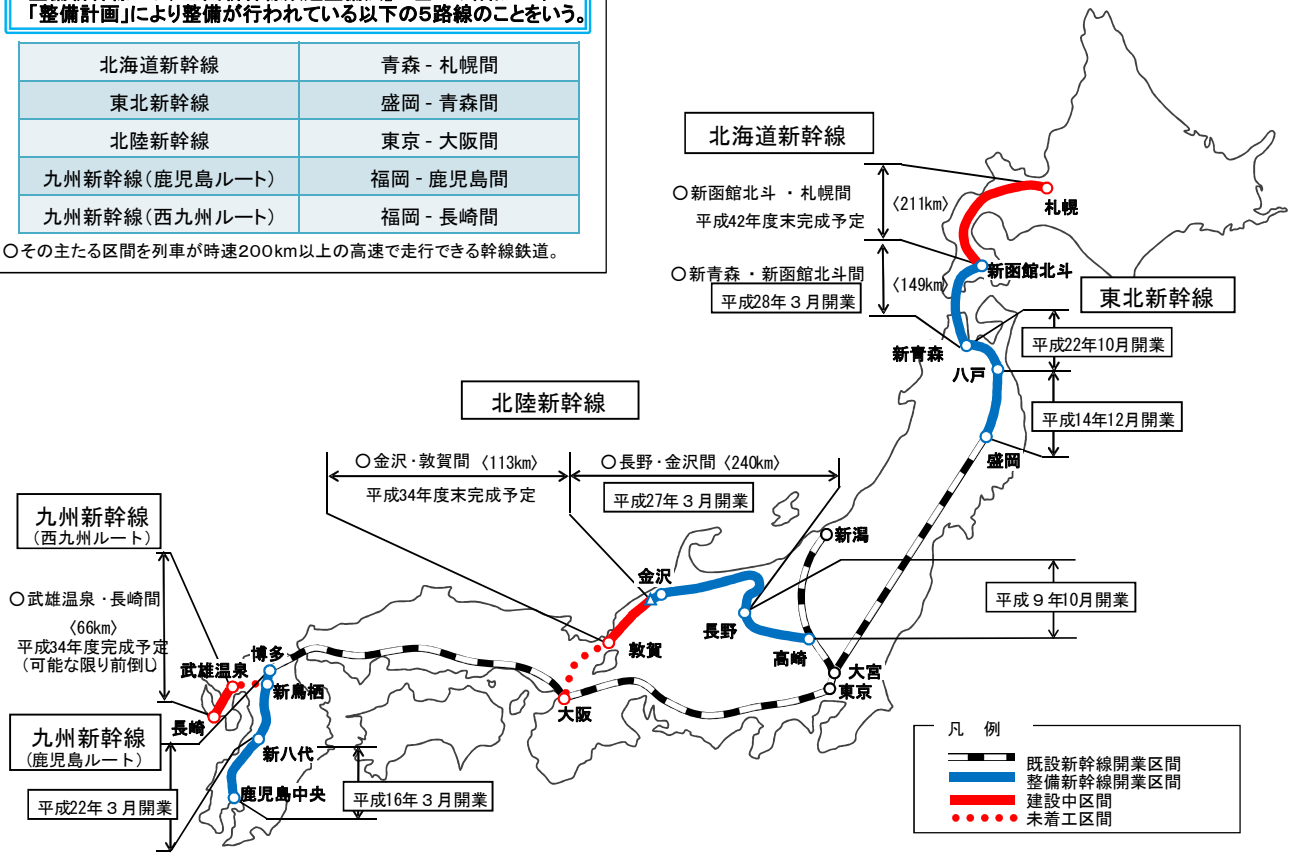 「整備計画」により整備が行われている以下の5路線のことをいう。
北海道新幹線 青森 - 札幌間
東北新幹線 盛岡 - 青森間
北陸新幹線 東京 - 大阪間
九州新幹線(鹿児島ルート) 福岡 - 鹿児島間
九州新幹線(西九州ルート) 福岡 - 長崎間
○その主たる区間を列車が時速200km以上の高速で走行できる幹線鉄道。
北海道新幹線
○新函館北斗 ・ 札幌間
〈211km〉
平成42年度末完成予定
札幌
○新青森・新函館北斗間
〈149km〉
平成28年3月開業
新函館北斗
東北新幹線
新青森
平成22年10月開業
八戸
平成14年12月開業
盛岡
北陸新幹線
○金沢・敦賀間 〈113km〉
平成34年度末完成予定
○長野・金沢間 〈240km〉
平成27年3月開業
新潟
金沢
長野
敦賀
高崎
平成9年10月開業
大宮
東京
大阪
九州新幹線
(西九州ルート)
○武雄温泉・長崎間
〈66km〉
平成34年度完成予定
(可能な限り前倒し
博多
武雄温泉
新鳥栖
長崎
九州新幹線
(鹿児島ルート)
新八代
鹿児島中央
平成22年3月開業
平成16年3月開業
凡 例
既設新幹線開業区間
整備新幹線開業区間
建設中区間
未着工区間